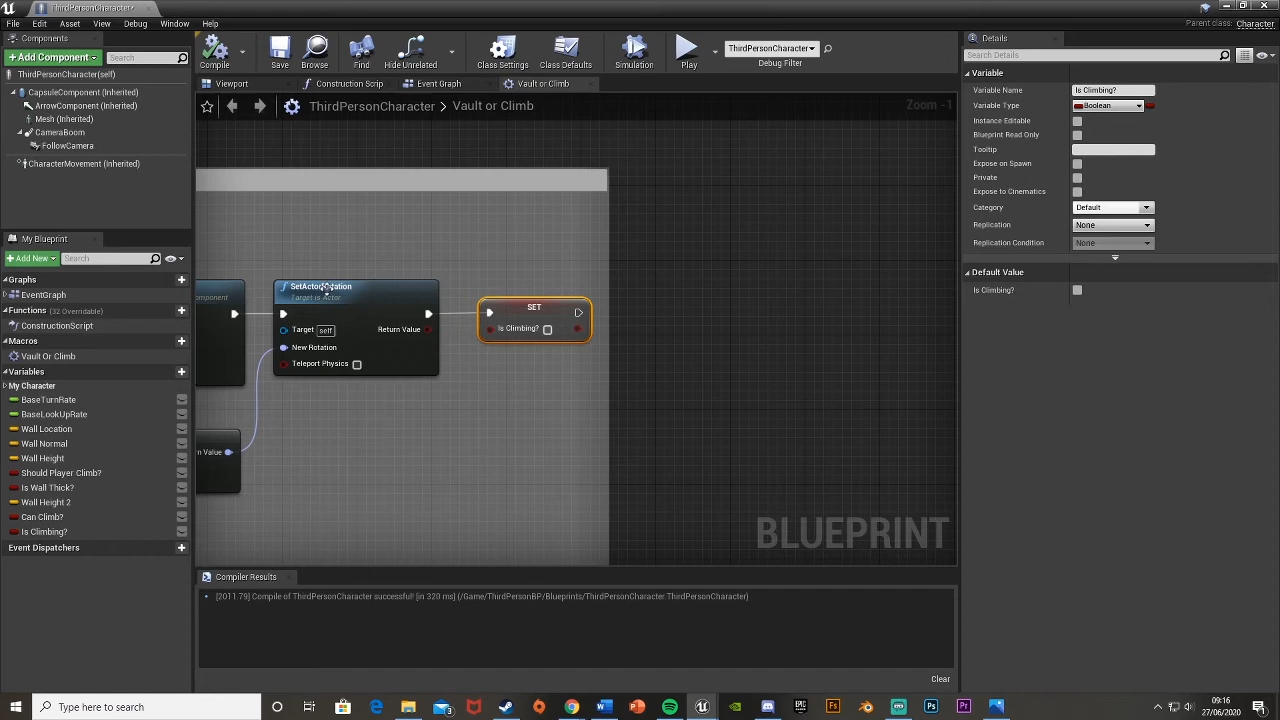 ThirdPersonCharacter*
File Edit Asset View Debug Window Help
Parent class: Character
Components
Add Component
Search
ThirdPersonCharacter(self)
CapsuleComponent (Inherited)
ArrowComponent (Inherited)
Mesh (Inherited)
CameraBoom
FollowCamera
CharacterMovement (Inherited)
Compile
Save
Browse
Find
Hide Unrelated
Class Settings
Class Defaults
Simulation
Play
ThirdPersonCharacter
Debug Filter
Viewport
Construction Scrip
Event Graph
Vault or Climb
ThirdPersonCharacter
Vault or Climb
Zoom -1
My Blueprint
Add New
Search
Graphs
EventGraph
Functions (32 Overridable)
ConstructionScript
Macros
Vault Or Climb
Variables
My Character
BaseTurnRate
BaseLookUpRate
Wall Location
Wall Normal
Wall Height
Should Player Climb?
Is Wall Thick?
Wall Height 2
Can Climb?
Is Climbing?
Event Dispatchers
omponent
Target is Actor
Target self
Return Value
New Rotation
Teleport Physics
rn Value
SET
Is Climbing?
BLUEPRINT
Compiler Results
[2011.79] Compile of ThirdPersonCharacter successful! [in 320 ms] (/Game/ThirdPersonBP/Blueprints/ThirdPersonCharacter.ThirdPersonCharacter)
Clear
Details
Search Details
Variable
Variable Name Is Climbing?
Variable Type Boolean
Instance Editable
Blueprint Read Only
Tooltip
Expose on Spawn
Private
Expose to Cinematics
Category Default
Replication None
Replication Condition None
Default Value
Is Climbing?
Type here to search
09:16
27/06/2020